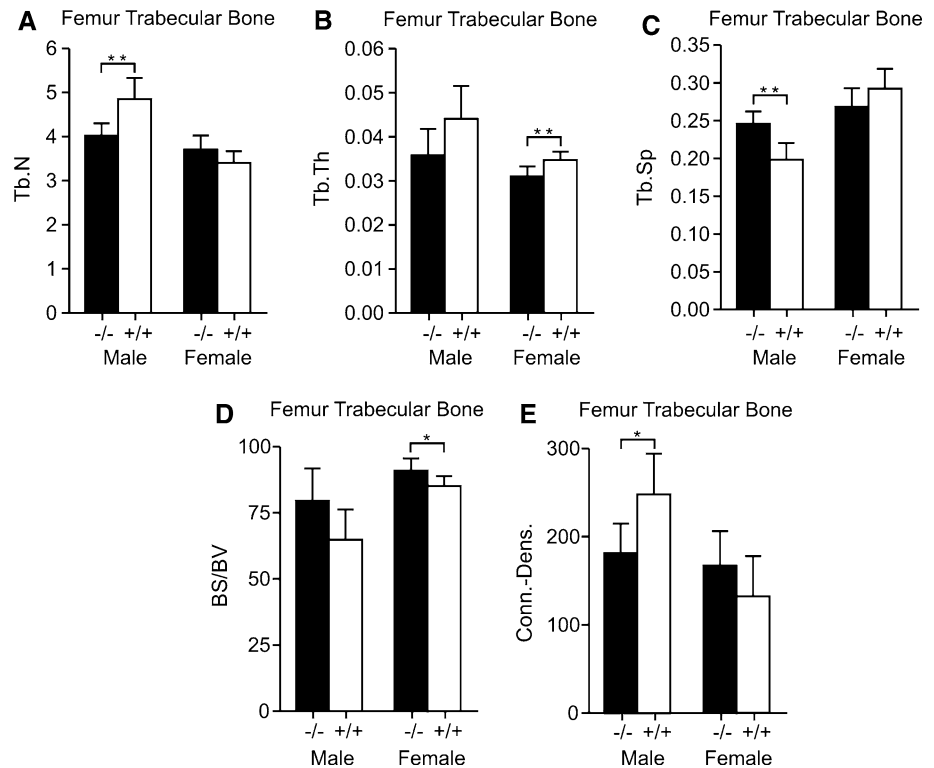 A Femur Trabecular Bone
6
5
4
3
2
1
0
Tb.N
**
-/- +/+ -/- +/+
Male Female
B Femur Trabecular Bone
0.06
0.05
0.04
0.03
0.02
0.01
0.00
Tb.Th
**
-/- +/+ -/- +/+
Male Female
C Femur Trabecular Bone
0.35
0.30
0.25
0.20
0.15
0.10
0.05
0.00
Tb.Sp
**
-/- +/+ -/- +/+
Male Female
D Femur Trabecular Bone
100
75
50
25
0
BS/BV
*
-/- +/+ -/- +/+
Male Female
E Femur Trabecular Bone
300
200
100
0
Conn.-Dens.
*
-/- +/+ -/- +/+
Male Female